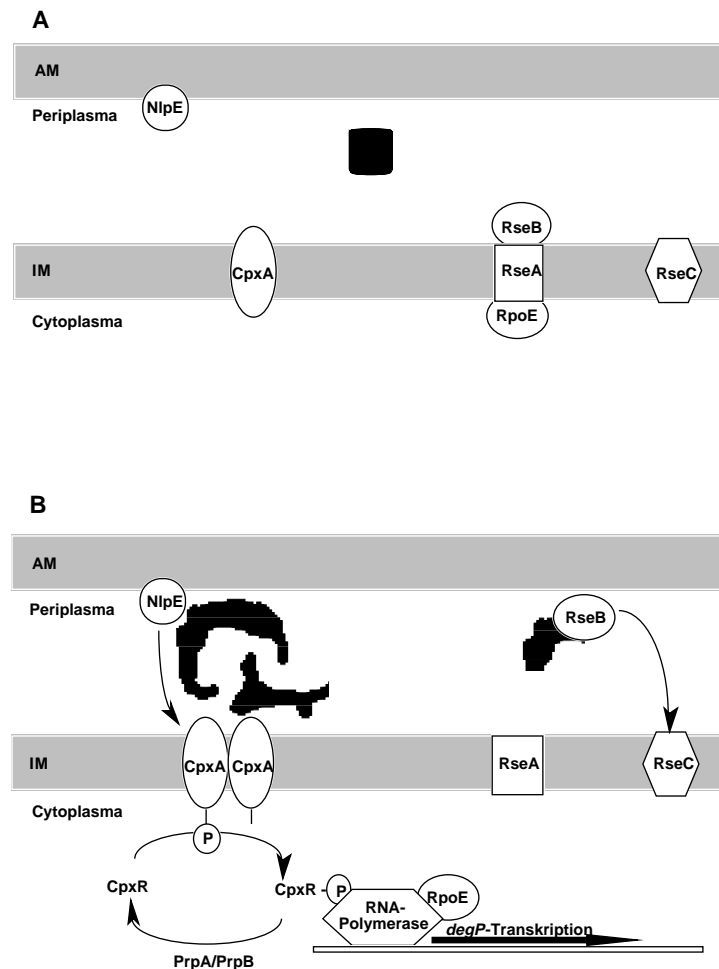 A
AM
Periplasma
NlpE
RseB
IM
CpxA
RseA
RseC
Cytoplasma
RpoE
B
AM
Periplasma
NlpE
RseB
IM
CpxA
CpxA
RseA
RseC
Cytoplasma
P
CpxR
CpxR - P
RNA-
Polymerase
RpoE
degP-Transkription
PrpA/PrpB